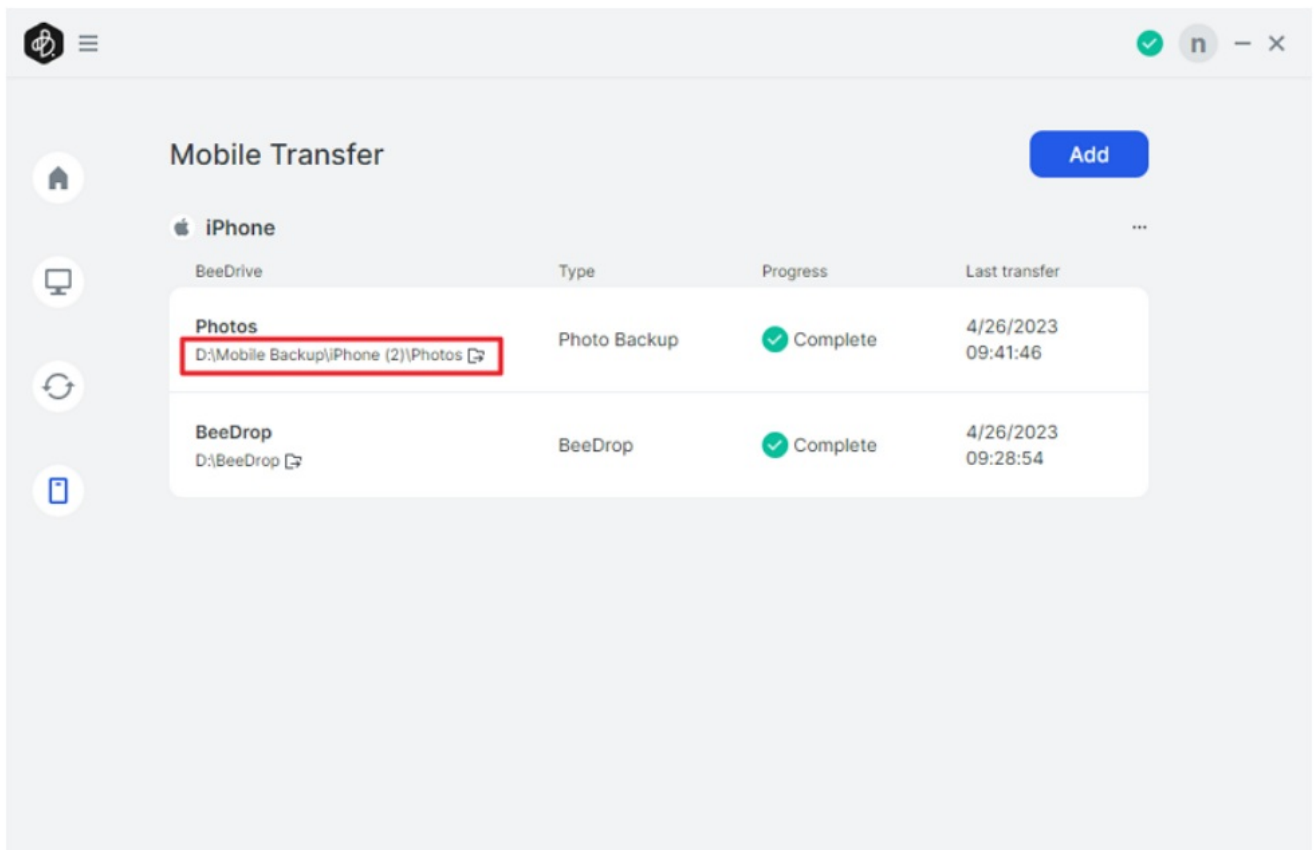 n
Mobile Transfer
Add
iPhone
BeeDrive Type Progress Last transfer
Photos
D:\Mobile Backup\iPhone (2)\Photos
Photo Backup
Complete
4/26/2023
09:41:46
BeeDrop
D:\BeeDrop
BeeDrop
Complete
4/26/2023
09:28:54